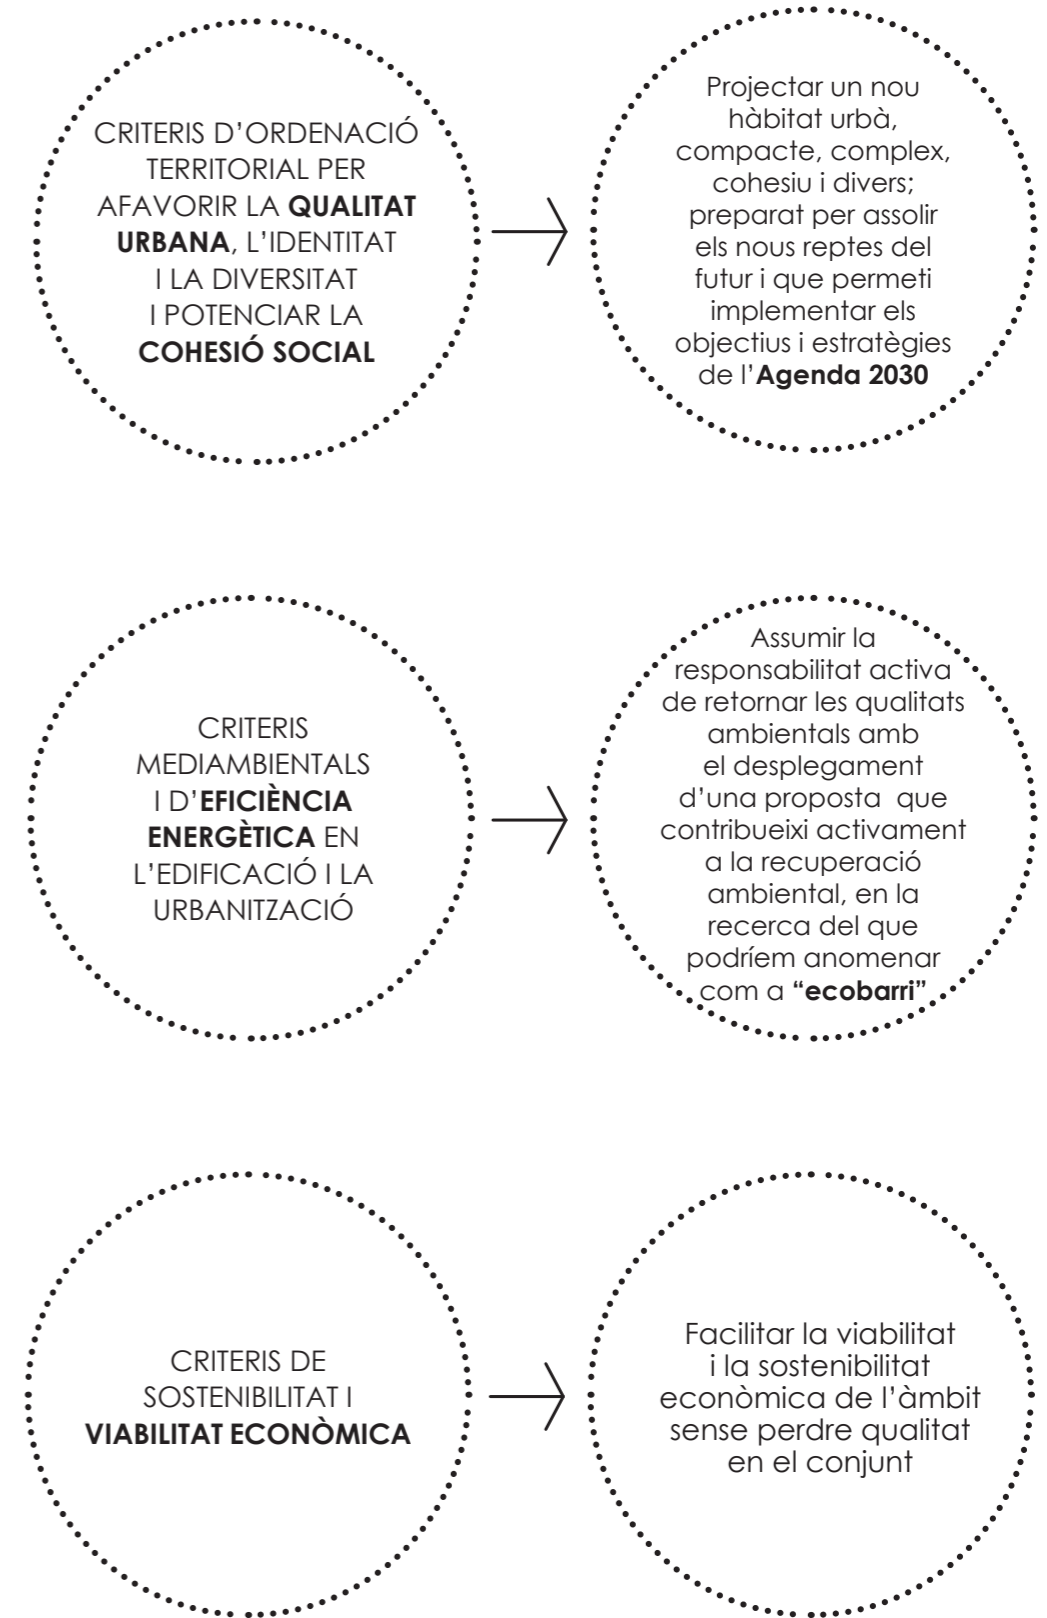 CRITERIS D’ORDENACIÓ
TERRITORIAL PER
AFAVORIR LA QUALITAT
URBANA, L’IDENTITAT
I LA DIVERSITAT
I POTENCIAR LA
COHESIÓ SOCIAL
Projectar un nou
hàbitat urbà,
compacte, complex,
cohesiu i divers;
preparat per assolir
els nous reptes del
futur i que permeti
implementar els
objectius i estratègies
de l’Agenda 2030
CRITERIS
MEDIAMBIENTALS
I D’EFICIÈNCIA
ENERGÈTICA EN
L’EDIFICACIÓ I LA
URBANITZACIÓ
Assumir la
responsabilitat activa
de retornar les qualitats
ambientals amb
el desplegament
d’una proposta que
contribueixi activament
a la recuperació
ambiental, en la
recerca del que
podríem anomenar
com a “ecobarri”
CRITERIS DE
SOSTENIBILITAT I
VIABILITAT ECONÒMICA
Facilitar la viabilitat
i la sostenibilitat
econòmica de l’àmbit
sense perdre qualitat
en el conjunt